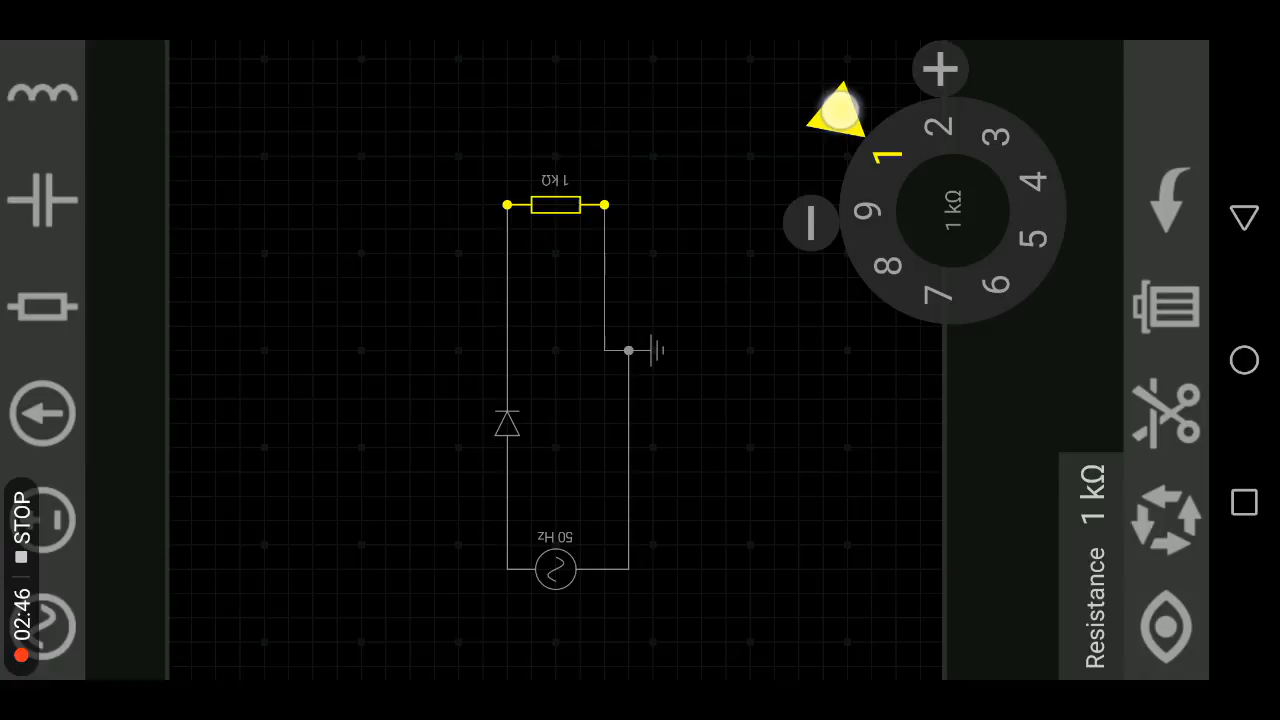 1 kΩ
50 Hz
1
2
3
4
5
6
7
8
9
1 kΩ
Resistance 1 kΩ
02:46 STOP